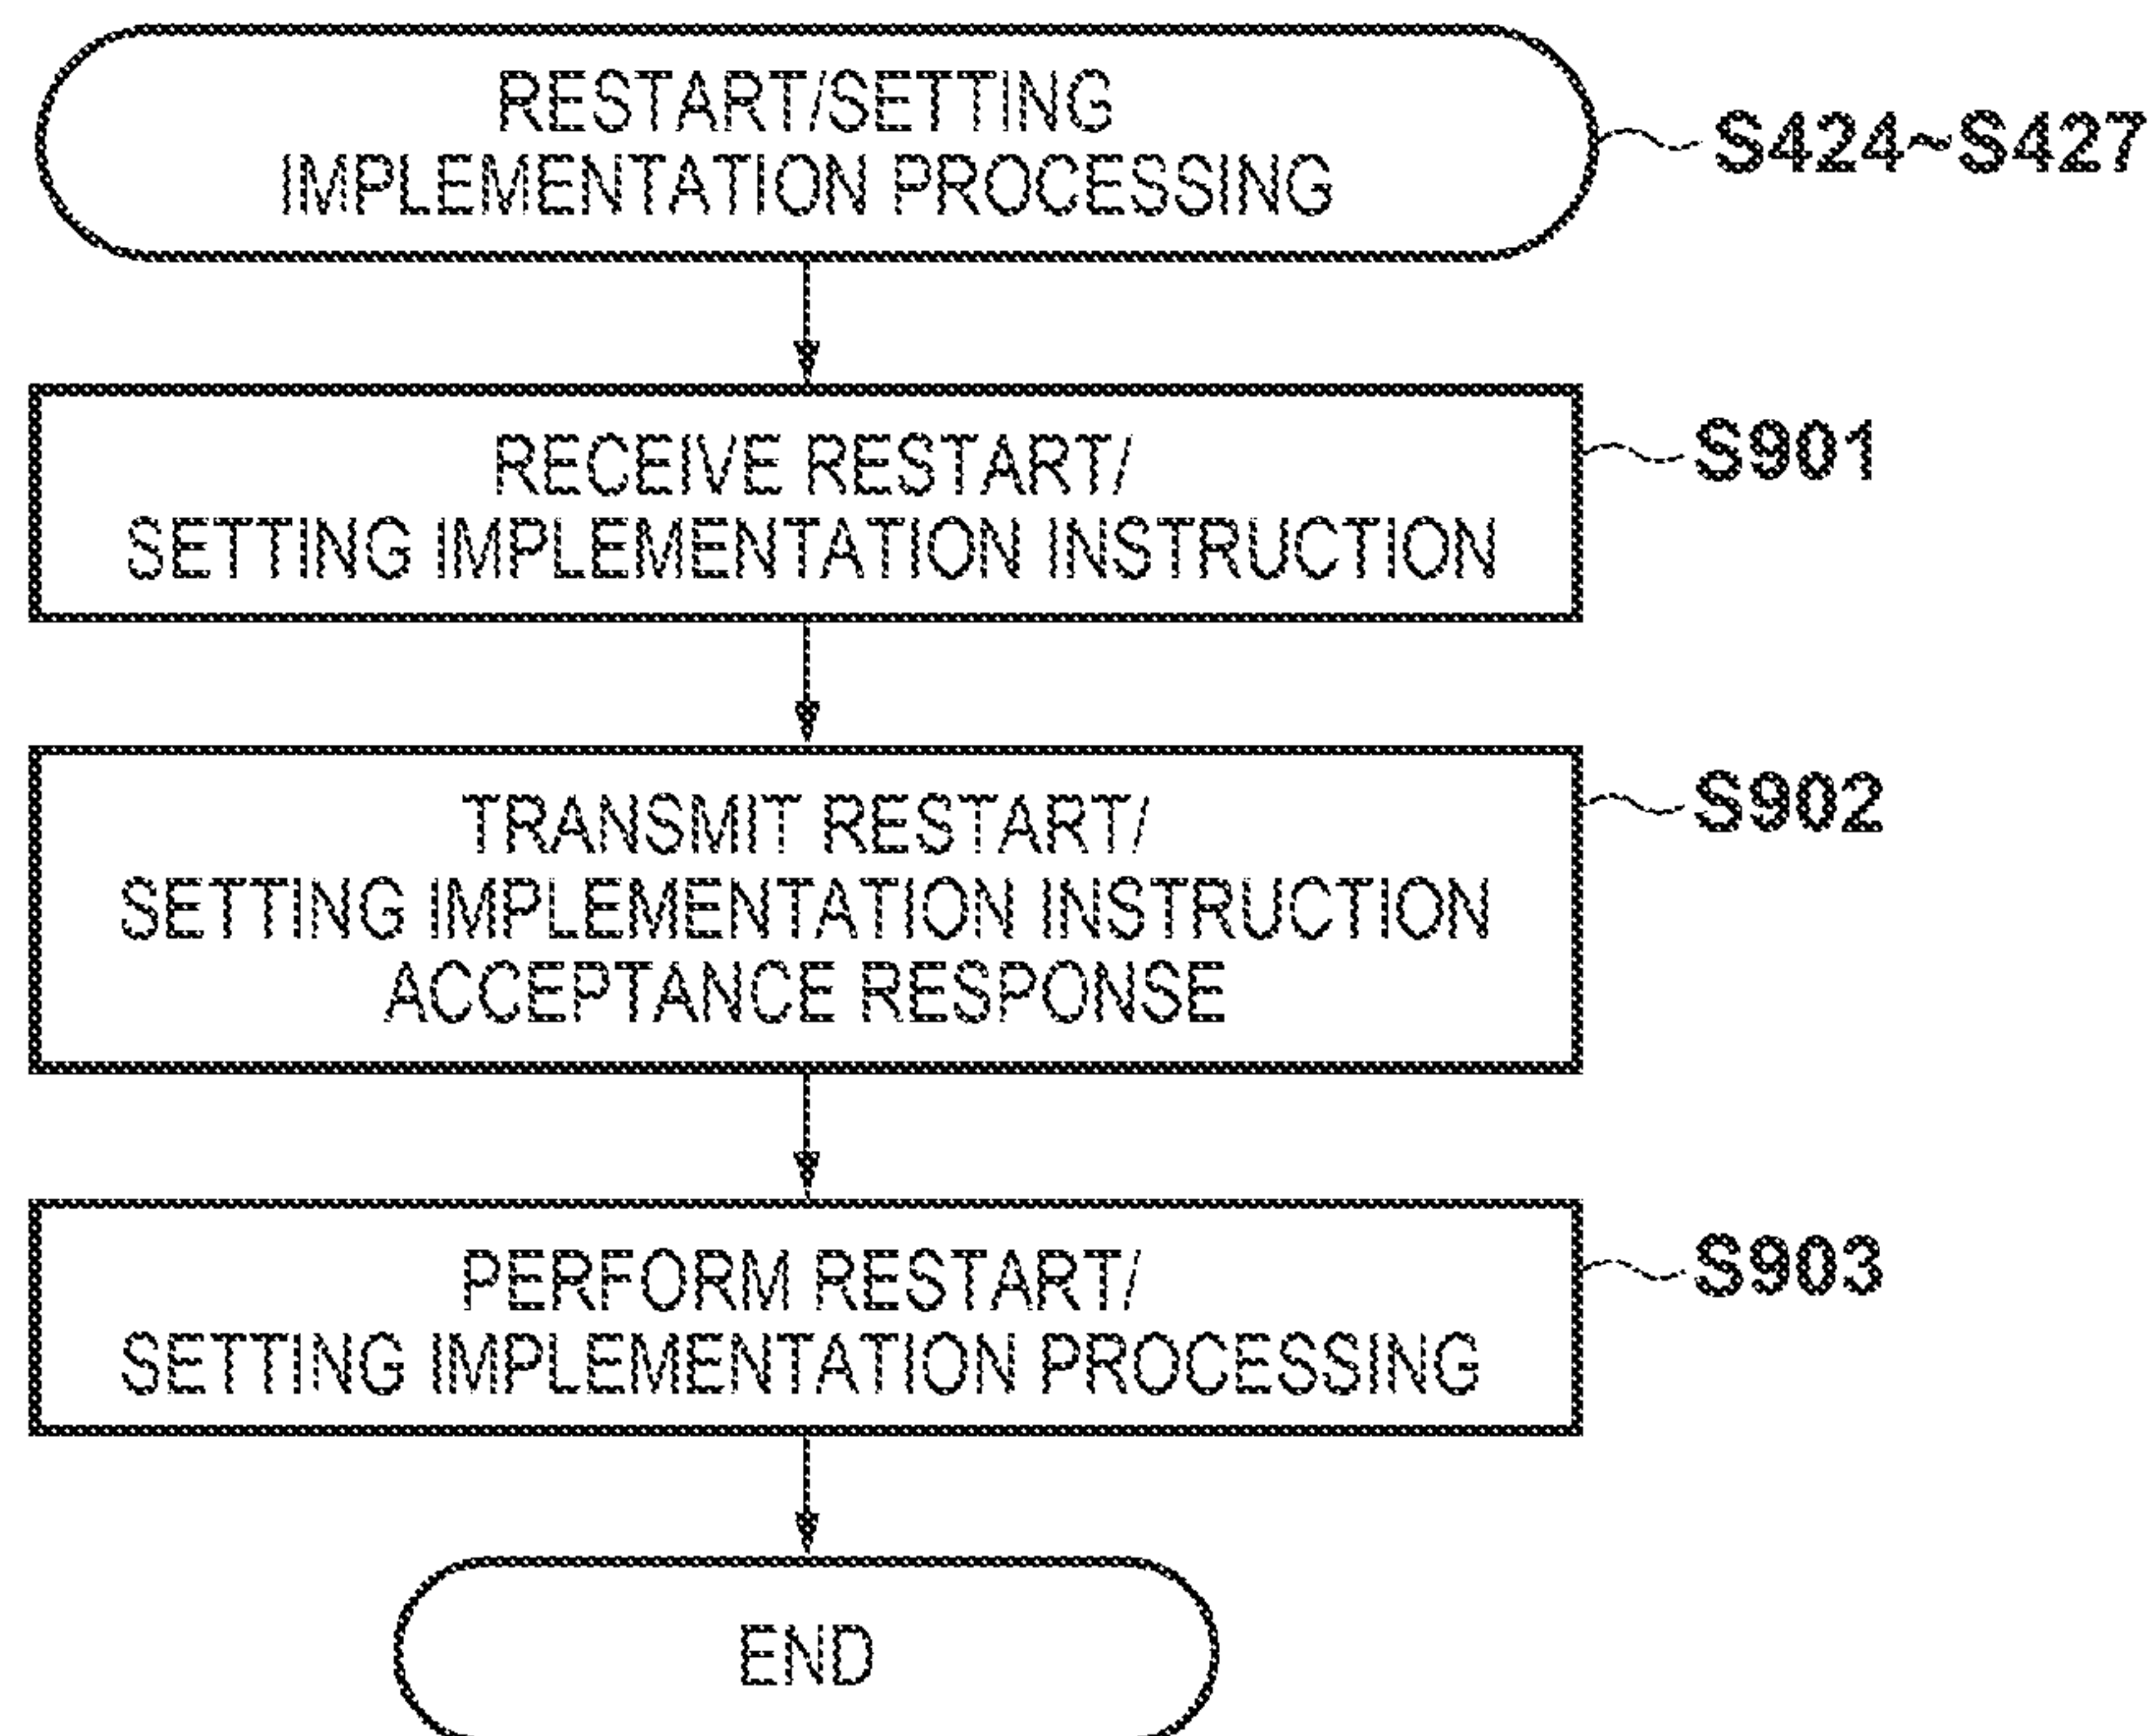 RESTART/SETTING
IMPLEMENTATION PROCESSING
S424~S427
RECEIVE RESTART/
SETTING IMPLEMENTATION INSTRUCTION
S901
TRANSMIT RESTART/
SETTING IMPLEMENTATION INSTRUCTION
ACCEPTANCE RESPONSE
S902
PERFORM RESTART/
SETTING IMPLEMENTATION PROCESSING
S903
END